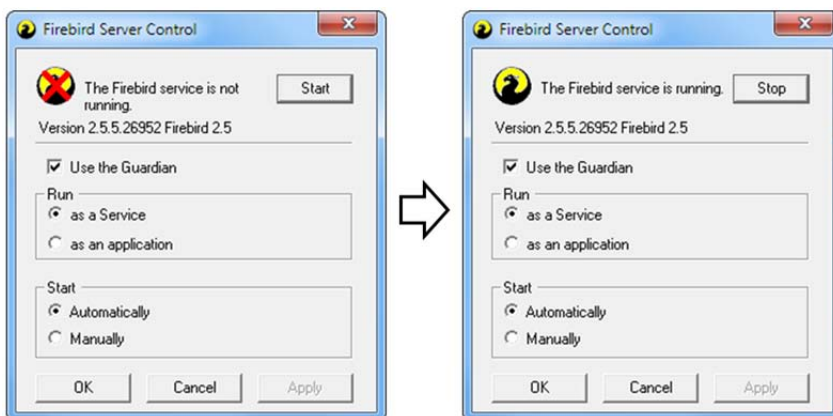 Firebird Server Control
The Firebird service is not
running.
Start
Version 2.5.5.26952 Firebird 2.5
Use the Guardian
Run
as a Service
as an application
Start
Automatically
Manually
OK
Cancel
Apply
Firebird Server Control
The Firebird service is running.
Stop
Version 2.5.5.26952 Firebird 2.5
Use the Guardian
Run
as a Service
as an application
Start
Automatically
Manually
OK
Cancel
Apply